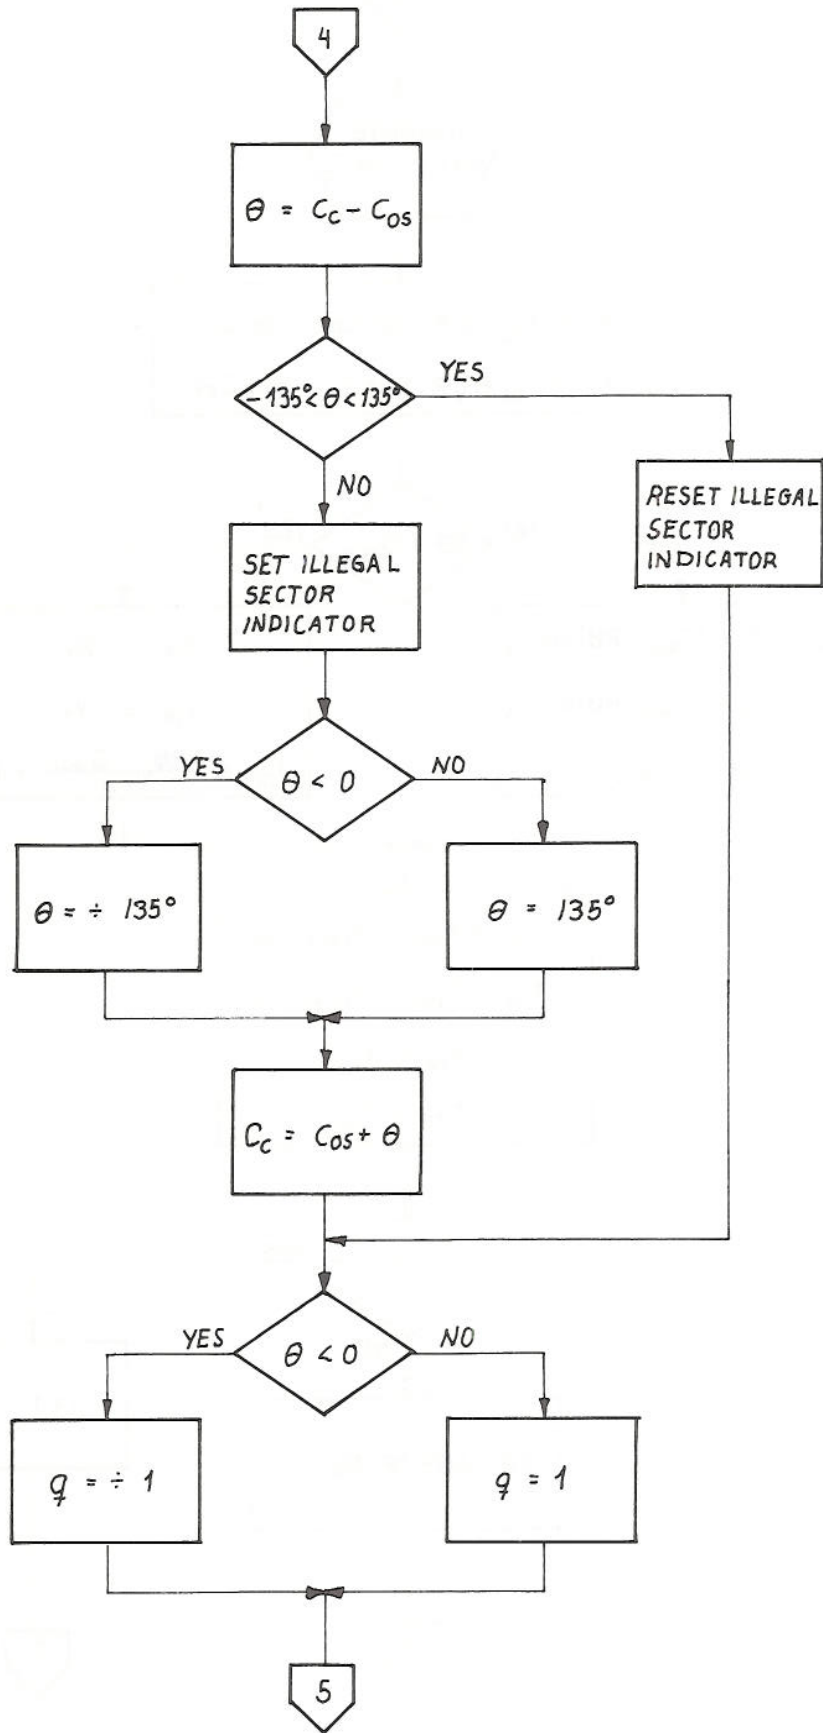 4
θ = Cc - Cos
-135° < θ < 135°
YES
NO
RESET ILLEGAL
SECTOR
INDICATOR
SET ILLEGAL
SECTOR
INDICATOR
YES
θ < 0
NO
θ = ÷ 135°
θ = 135°
Cc = Cos + θ
YES
θ < 0
NO
q = ÷ 1
q = 1
5